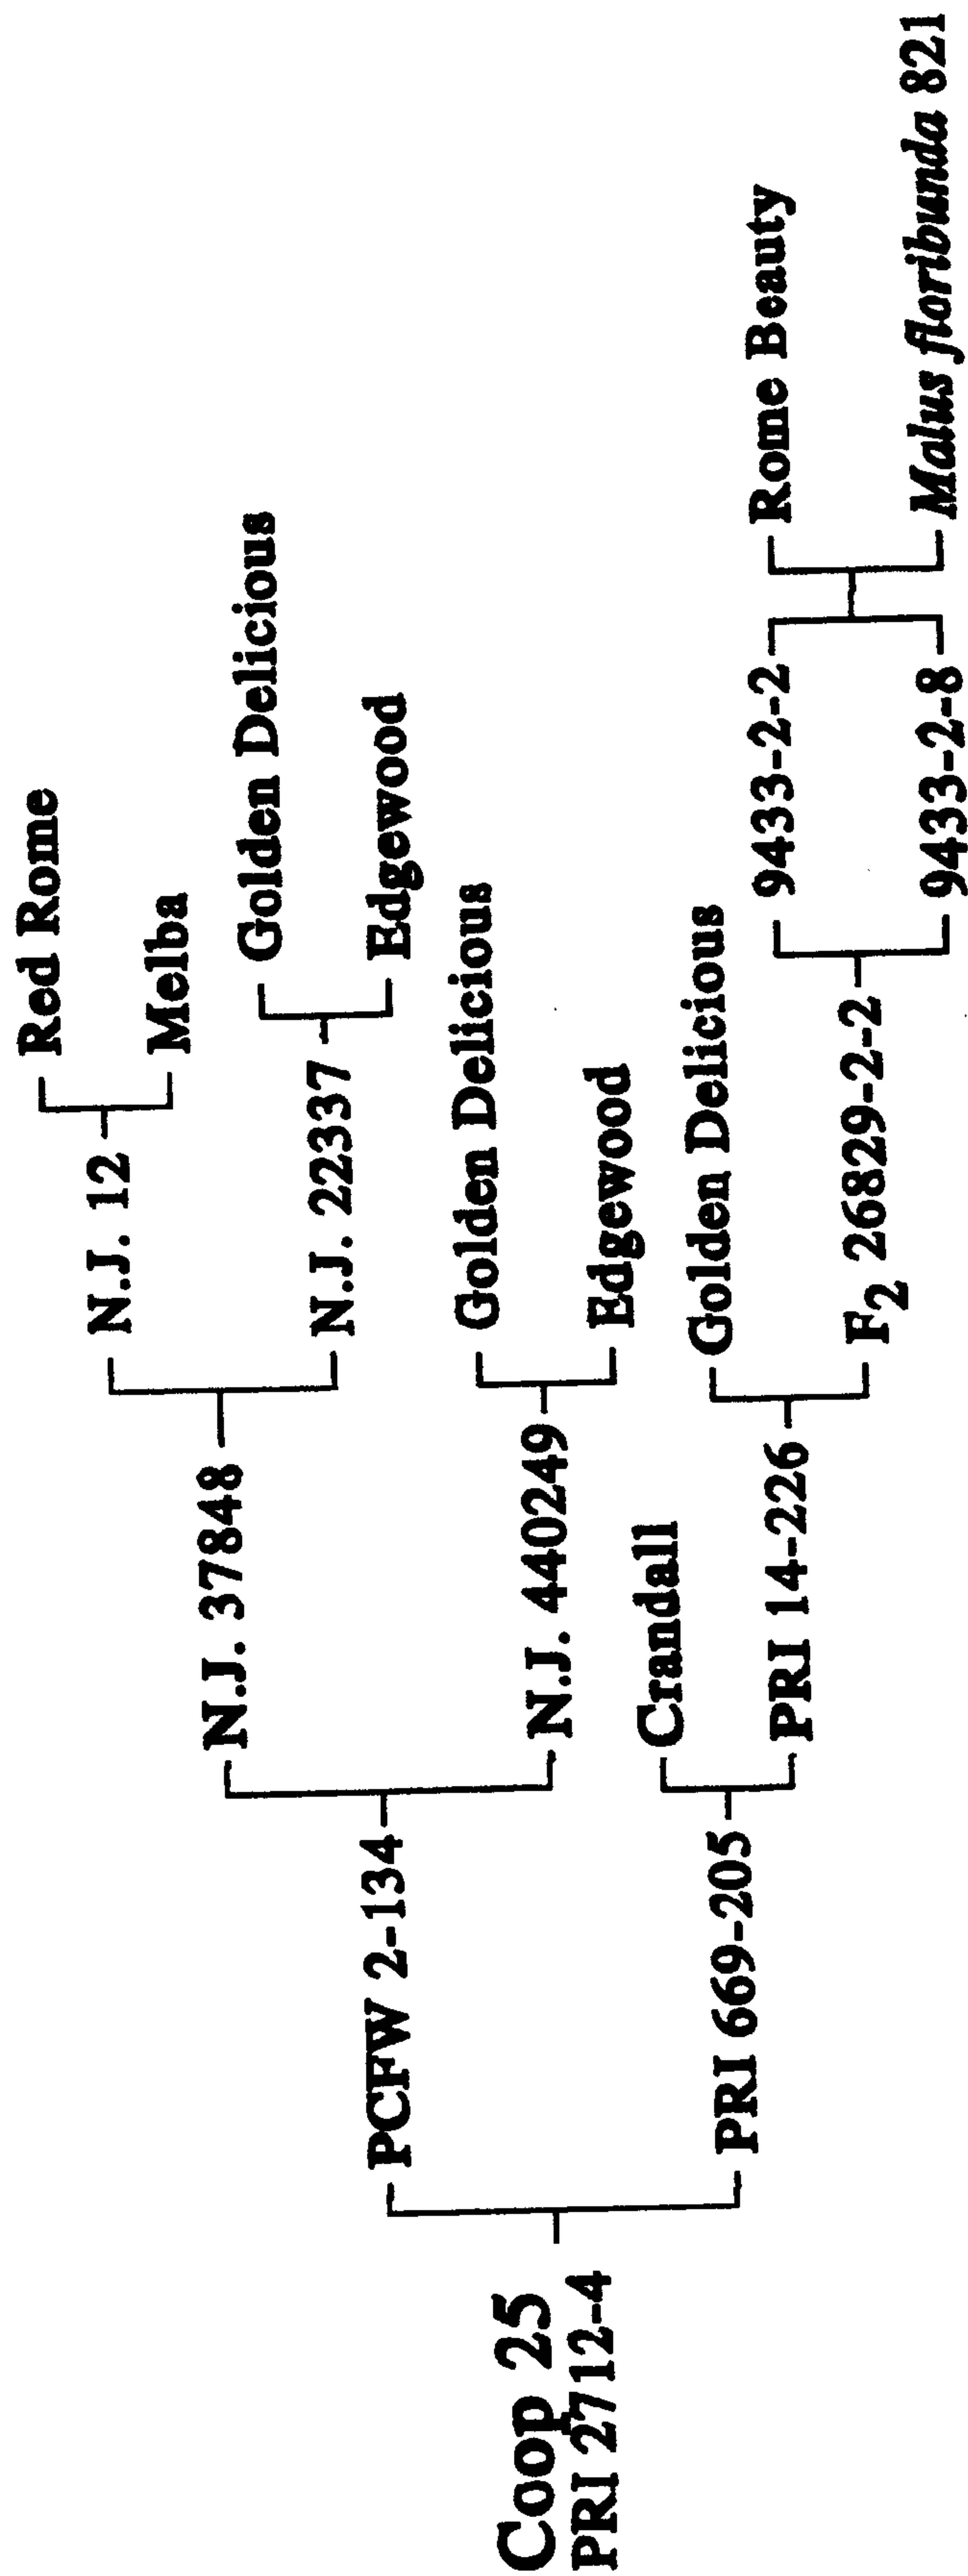 Red Rome
N.J. 12
Melba
N.J. 37848
Golden Delicious
N.J. 22337
Edgewood
PCFW 2-134
Golden Delicious
N.J. 440249
Edgewood
Coop 25
PRI 2712-4
Crandall
PRI 669-205
Golden Delicious
PRI 14-226
Rome Beauty
9433-2-2
F2 26829-2-2
9433-2-8
Malus floribunda 821